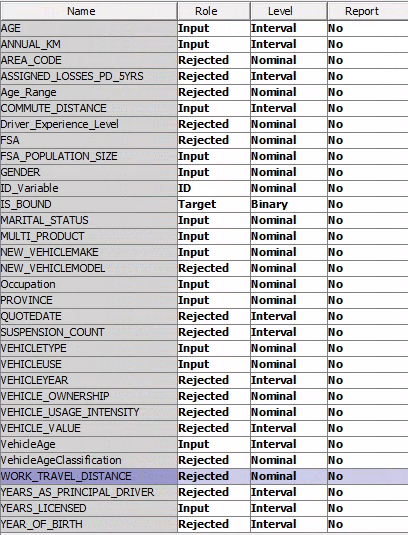 Name Role Level Report
AGE Input Interval No
ANNUAL_KM Input Interval No
AREA_CODE Rejected Nominal No
ASSIGNED_LOSSES_PD_5YRS Rejected Interval No
Age_Range Rejected Nominal No
COMMUTE_DISTANCE Input Interval No
Driver_Experience_Level Rejected Nominal No
FSA Rejected Nominal No
FSA_POPULATION_SIZE Input Nominal No
GENDER Input Nominal No
ID_Variable ID Nominal No
IS_BOUND Target Binary No
MARITAL_STATUS Input Nominal No
MULTI_PRODUCT Input Nominal No
NEW_VEHICLEMAKE Input Nominal No
NEW_VEHICLEMODEL Rejected Nominal No
Occupation Input Nominal No
PROVINCE Input Nominal No
QUOTEDATE Rejected Interval No
SUSPENSION_COUNT Rejected Interval No
VEHICLETYPE Input Nominal No
VEHICLEUSE Input Nominal No
VEHICLEYEAR Rejected Interval No
VEHICLE_OWNERSHIP Rejected Nominal No
VEHICLE_USAGE_INTENSITY Rejected Nominal No
VEHICLE_VALUE Rejected Interval No
VehicleAge Input Interval No
VehicleAgeClassification Rejected Nominal No
WORK_TRAVEL_DISTANCE Rejected Nominal No
YEARS_AS_PRINCIPAL_DRIVER Rejected Interval No
YEARS_LICENSED Input Interval No
YEAR_OF_BIRTH Rejected Interval No